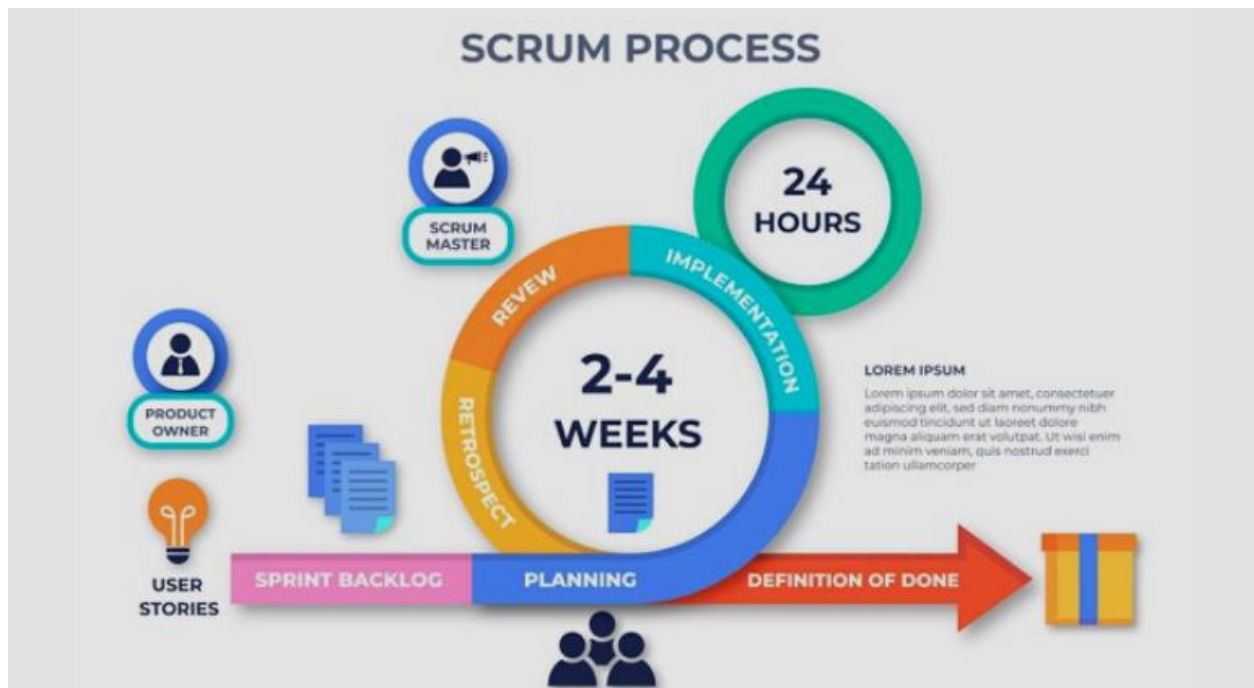 SCRUM PROCESS
24
HOURS
SCRUM
MASTER
REVEW
IMPLEMENTATION
2-4
WEEKS
RETROSPECT
PRODUCT
OWNER
LOREM IPSUM
Lorem ipsum dolor sit amet, consectetuer
adipiscing elit, sed diam nonummy nibh
euismod tincidunt ut laoreet dolore
magna aliquam erat volutpat. Ut wisi enim
ad minim veniam, quis nostrud exerci
tation ullamcorper
USER
STORIES
SPRINT BACKLOG
PLANNING
DEFINITION OF DONE